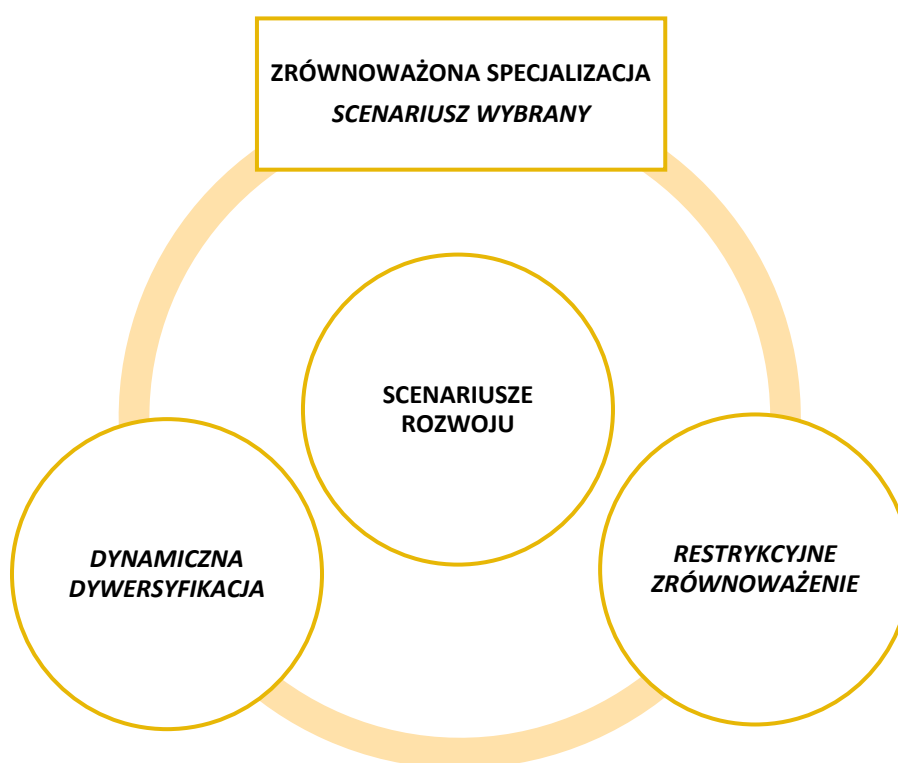 ZRÓWNOWAŻONA SPECJALIZACJA
SCENARIUSZ WYBRANY
SCENARIUSZE
ROZWOJU
DYNAMICZNA
DYWERSYFIKACJA
RESTRYKCYJNE
ZRÓWNOWAŻENIE